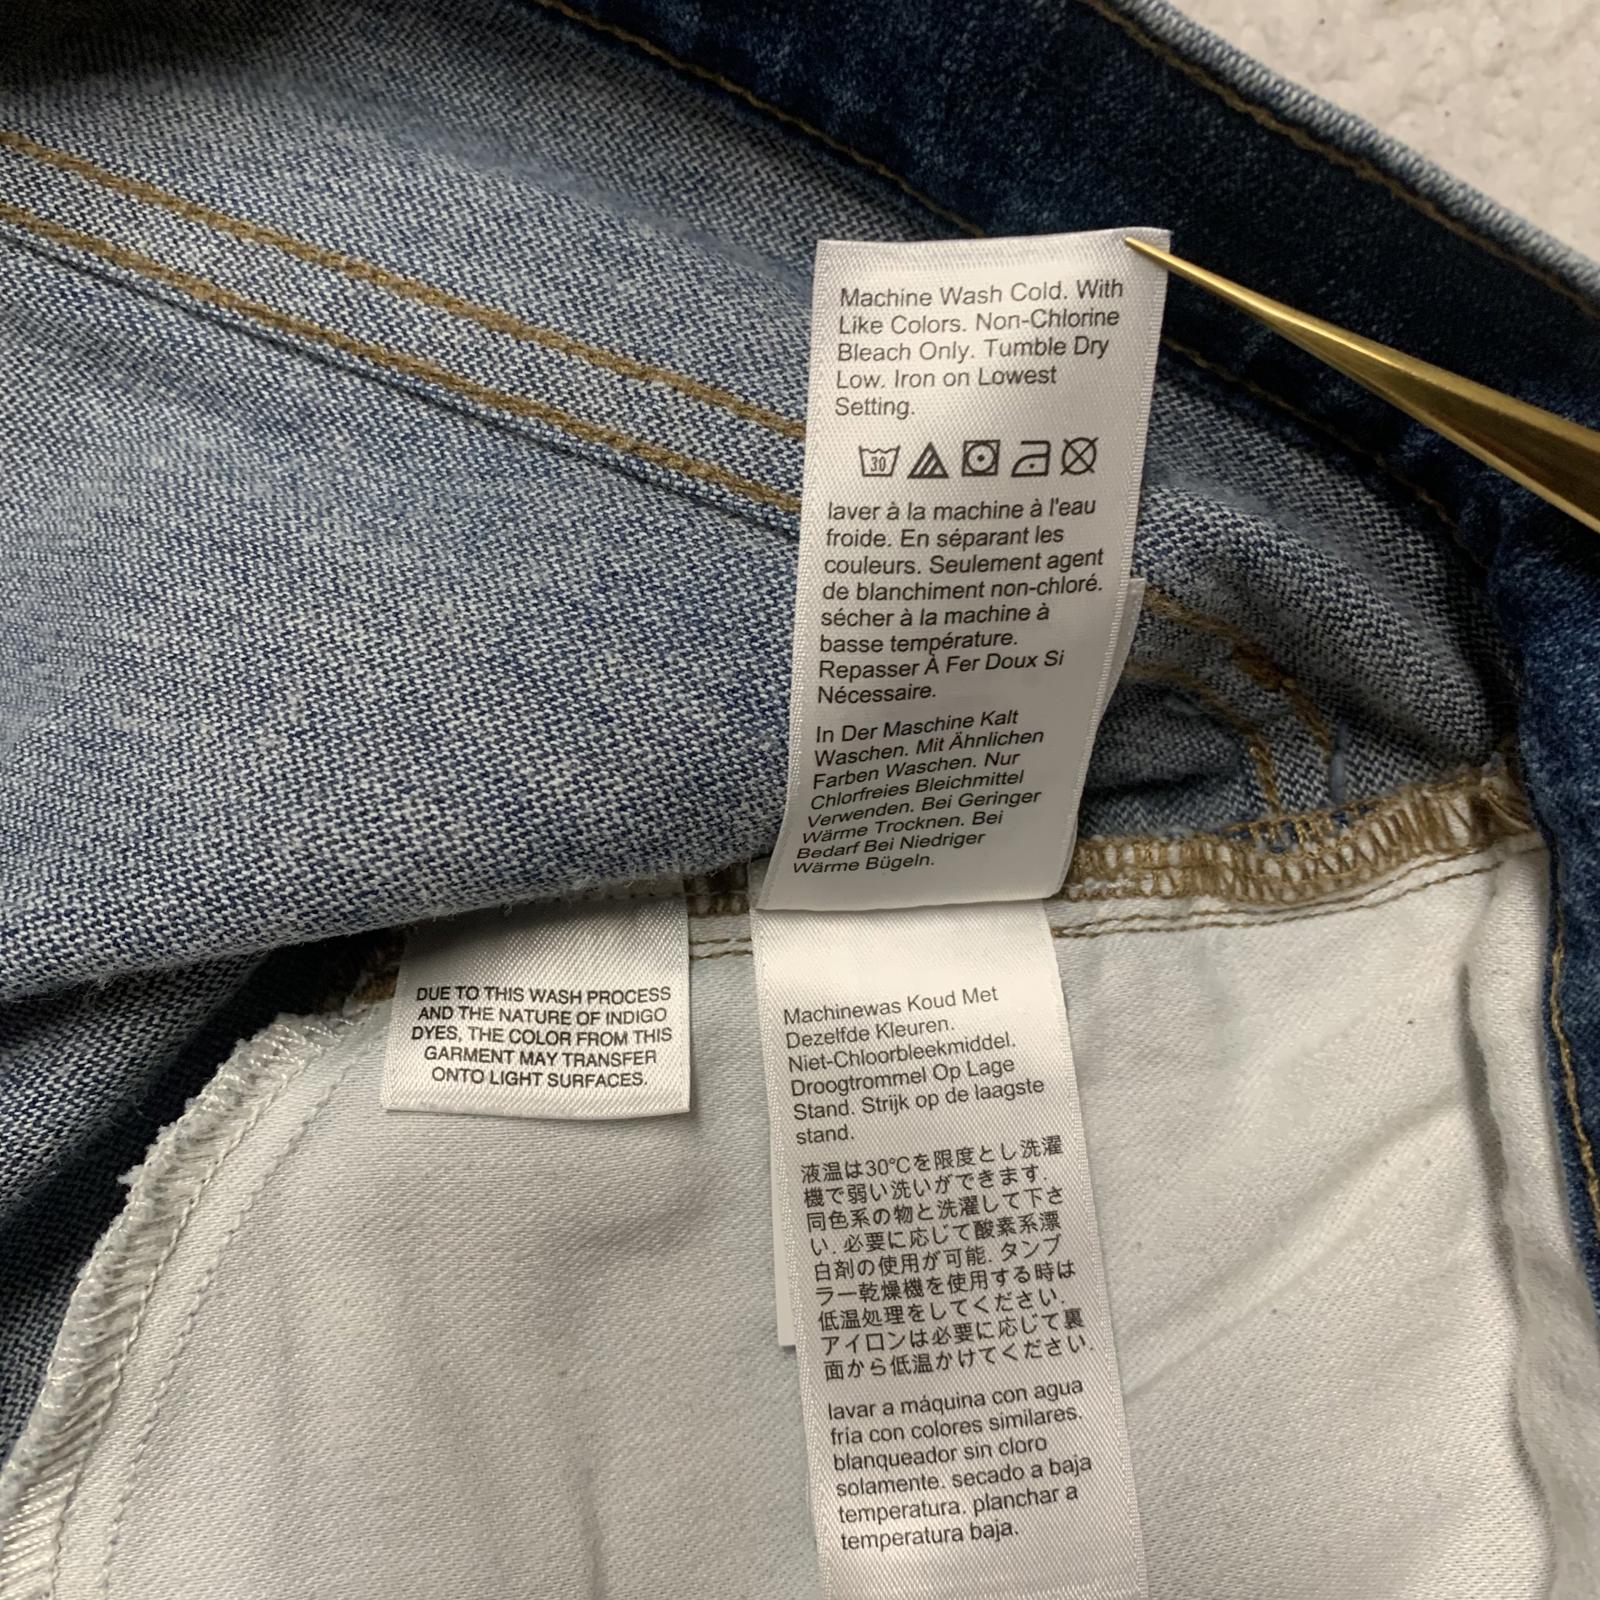 Machine Wash Cold. With
Like Colors. Non-Chlorine
Bleach Only. Tumble Dry
Low. Iron on Lowest
Setting.
30
laver à la machine à l'eau
froide. En séparant les
couleurs. Seulement agent
de blanchiment non-chloré.
sécher à la machine à
basse température.
Repasser À Fer Doux Si
Nécessaire.
In Der Maschine Kalt
Waschen. Mit Ähnlichen
Farben Waschen. Nur
Chlorfreies Bleichmittel
Verwenden. Bei Geringer
Wärme Trocknen. Bei
Bedarf Bei Niedriger
Wärme Bügeln.
DUE TO THIS WASH PROCESS
AND THE NATURE OF INDIGO
DYES, THE COLOR FROM THIS
GARMENT MAY TRANSFER
ONTO LIGHT SURFACES.
Machinewas Koud Met
Dezelfde Kleuren.
Niet-Chloorbleekmiddel.
Droogtrommel Op Lage
Stand. Strijk op de laagste
stand.
液温は30℃を限度とし洗濯
機で弱い洗いができます.
同色系の物と洗濯して下さ
い. 必要に応じて酸素系漂
白剤の使用が可能. タンブ
ラー乾燥機を使用する時は
低温処理をしてください.
アイロンは必要に応じて裏
面から低温かけてください.
lavar a máquina con agua
fría con colores similares.
blanqueador sin cloro
solamente. secado a baja
temperatura. planchar a
temperatura baja.